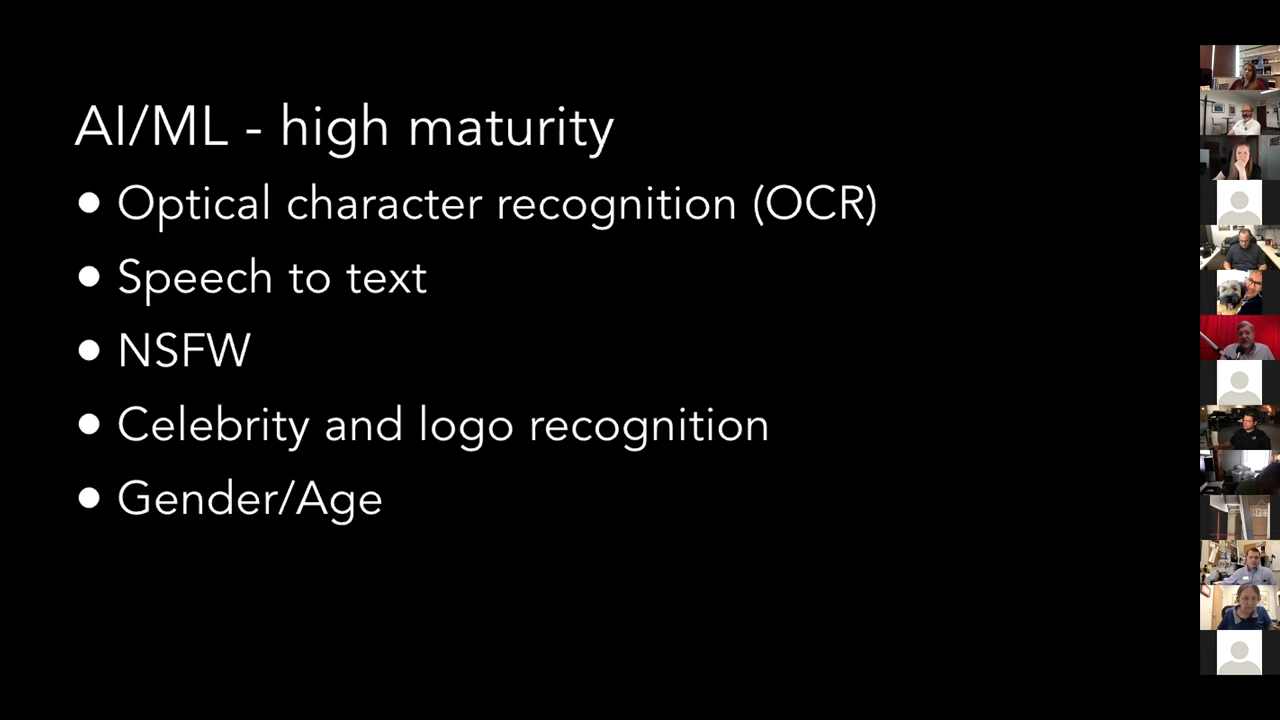 AI/ML - high maturity
● Optical character recognition (OCR)
● Speech to text
● NSFW
● Celebrity and logo recognition
● Gender/Age